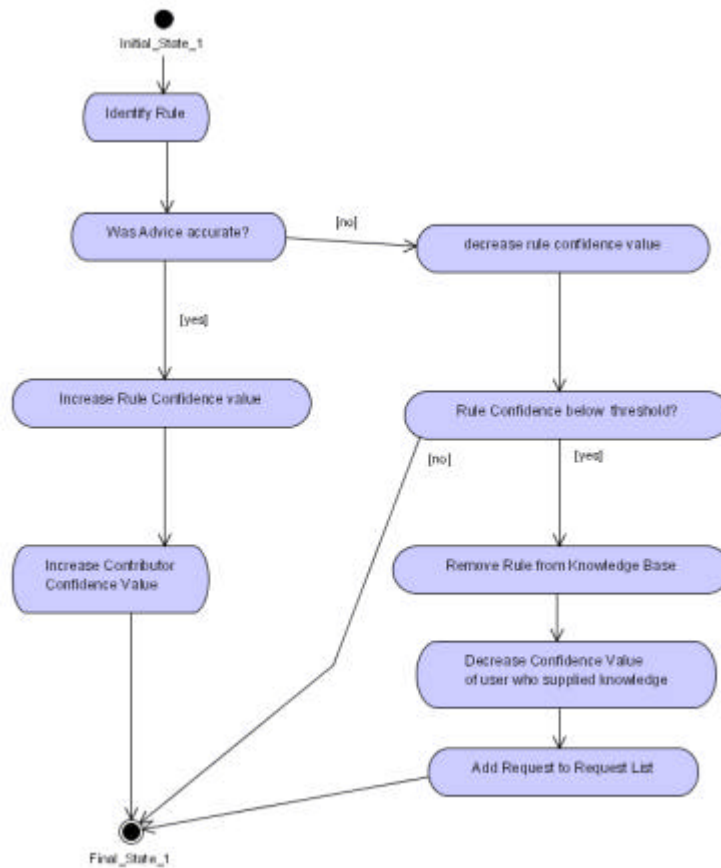 Initial_State_1
Identify Rule
Was Advice accurate?
[no]
decrease rule confidence value
[yes]
Increase Rule Confidence value
Rule Confidence below threshold?
[no]
[yes]
Increase Contributor
Confidence Value
Remove Rule from Knowledge Base
Decrease Confidence Value
of user who supplied knowledge
Add Request to Request List
Final_State_1